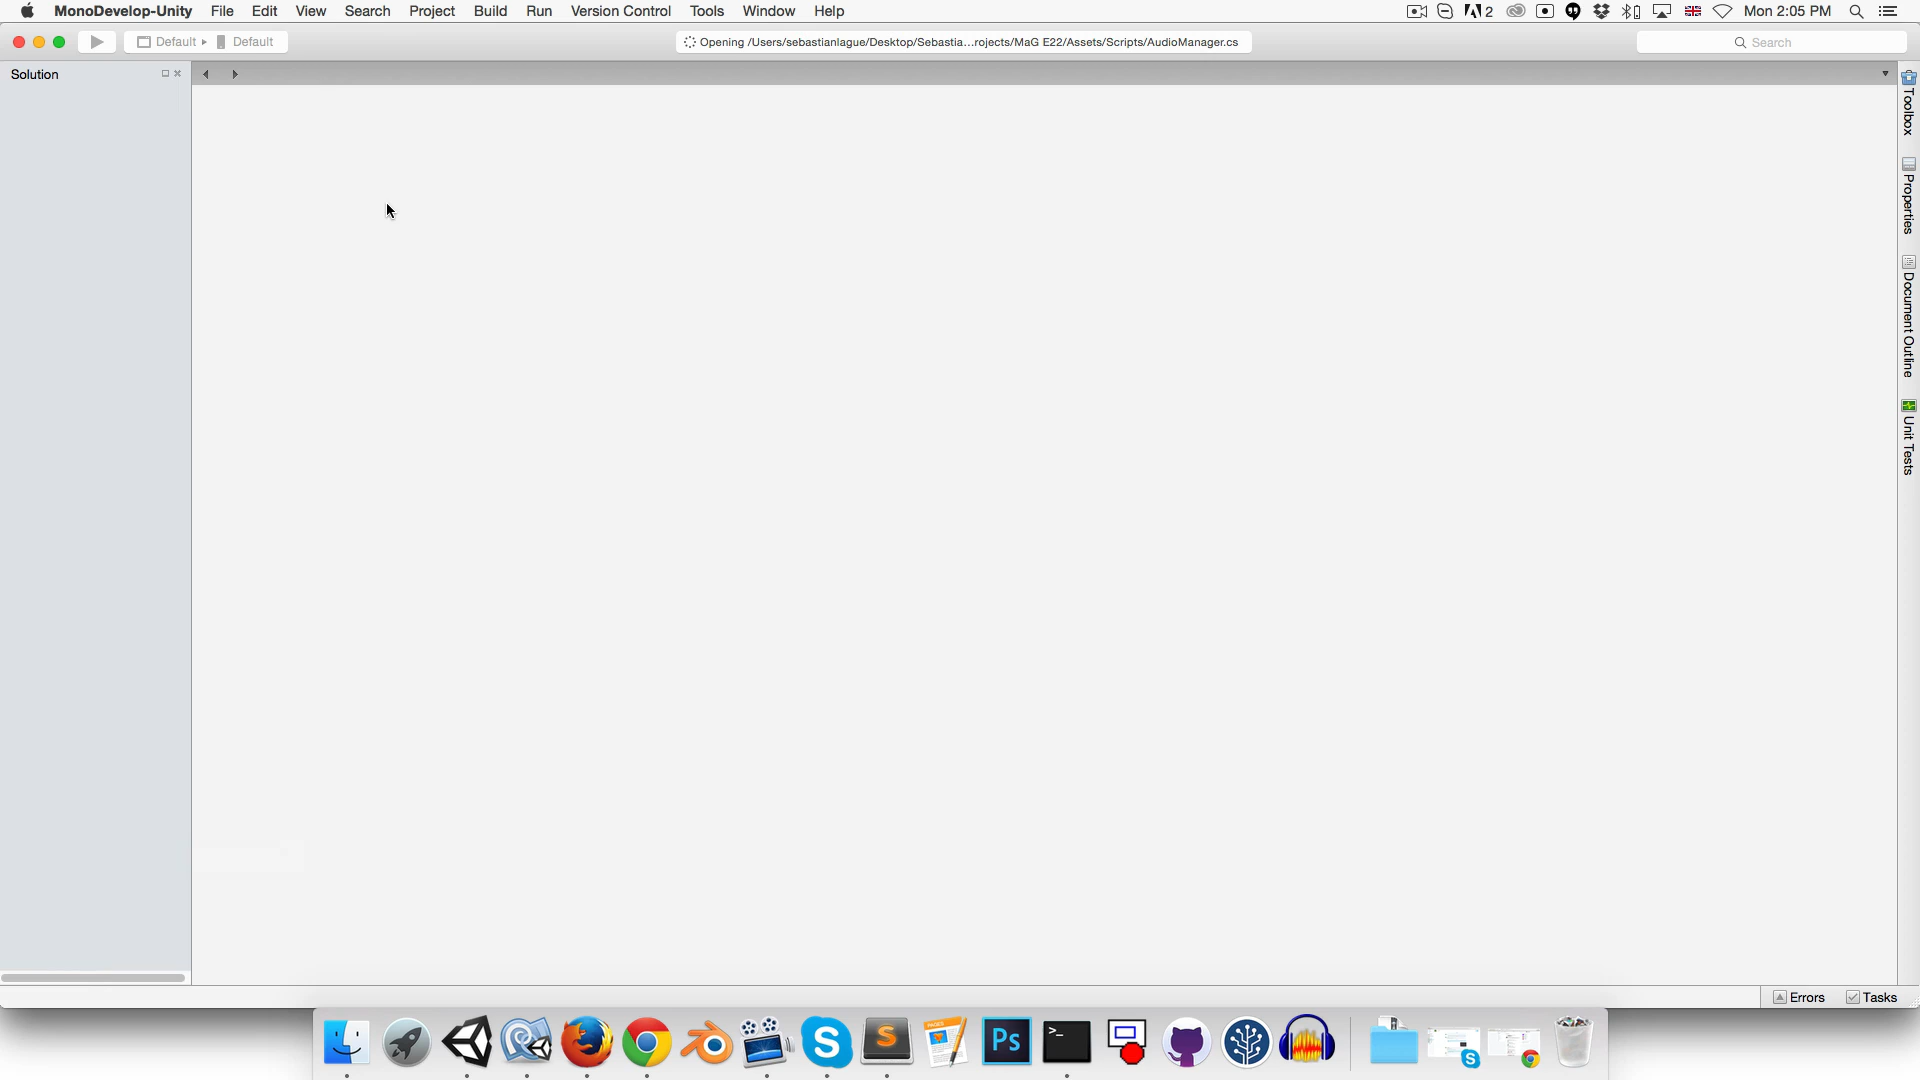 MonoDevelop-Unity File Edit View Search Project Build Run Version Control Tools Window Help 2 Mon 2:05 PM
Default Default Opening /Users/sebastianlague/Desktop/Sebastia...rojects/MaG E22/Assets/Scripts/AudioManager.cs Search
Solution
Toolbox
Properties
Document Outline
Unit Tests
Errors Tasks
PAGES
S S Ps >_ S